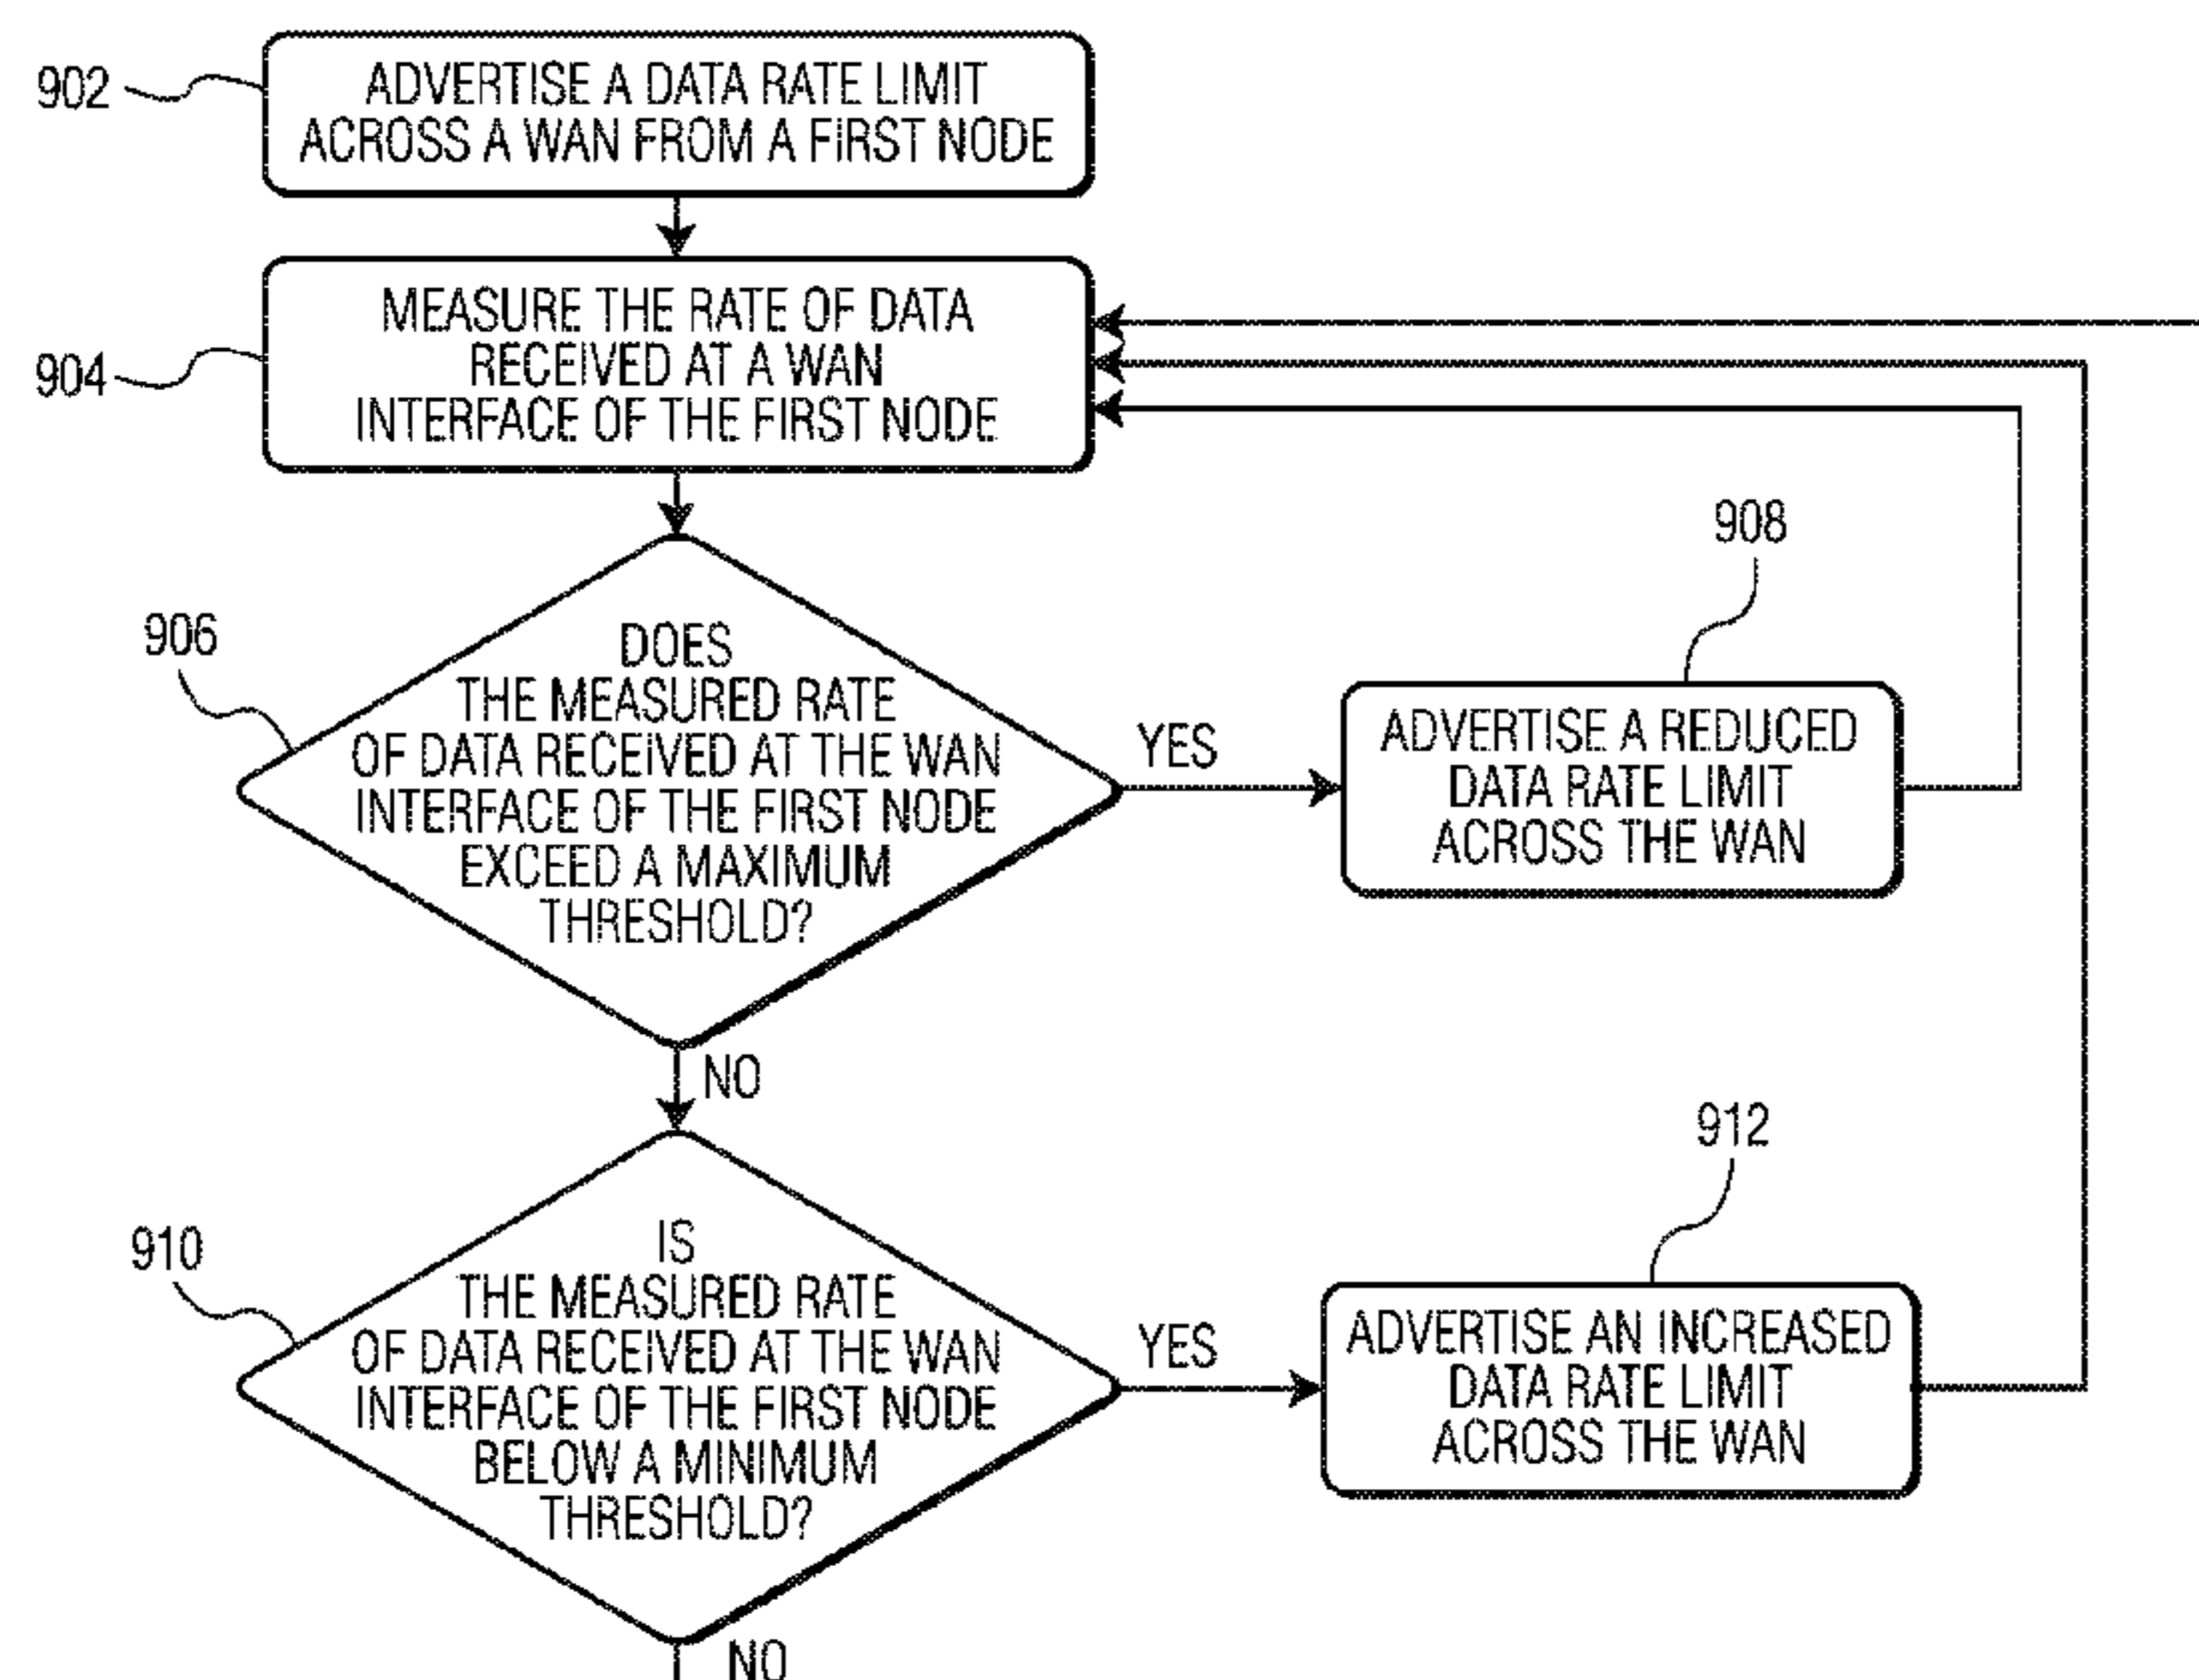 902
ADVERTISE A DATA RATE LIMIT
ACROSS A WAN FROM A FIRST NODE
904
MEASURE THE RATE OF DATA
RECEIVED AT A WAN
INTERFACE OF THE FIRST NODE
906
DOES
THE MEASURED RATE
OF DATA RECEIVED AT THE WAN
INTERFACE OF THE FIRST NODE
EXCEED A MAXIMUM
THRESHOLD?
YES
908
ADVERTISE A REDUCED
DATA RATE LIMIT
ACROSS THE WAN
NO
910
IS
THE MEASURED RATE
OF DATA RECEIVED AT THE WAN
INTERFACE OF THE FIRST NODE
BELOW A MINIMUM
THRESHOLD?
YES
912
ADVERTISE AN INCREASED
DATA RATE LIMIT
ACROSS THE WAN
NO